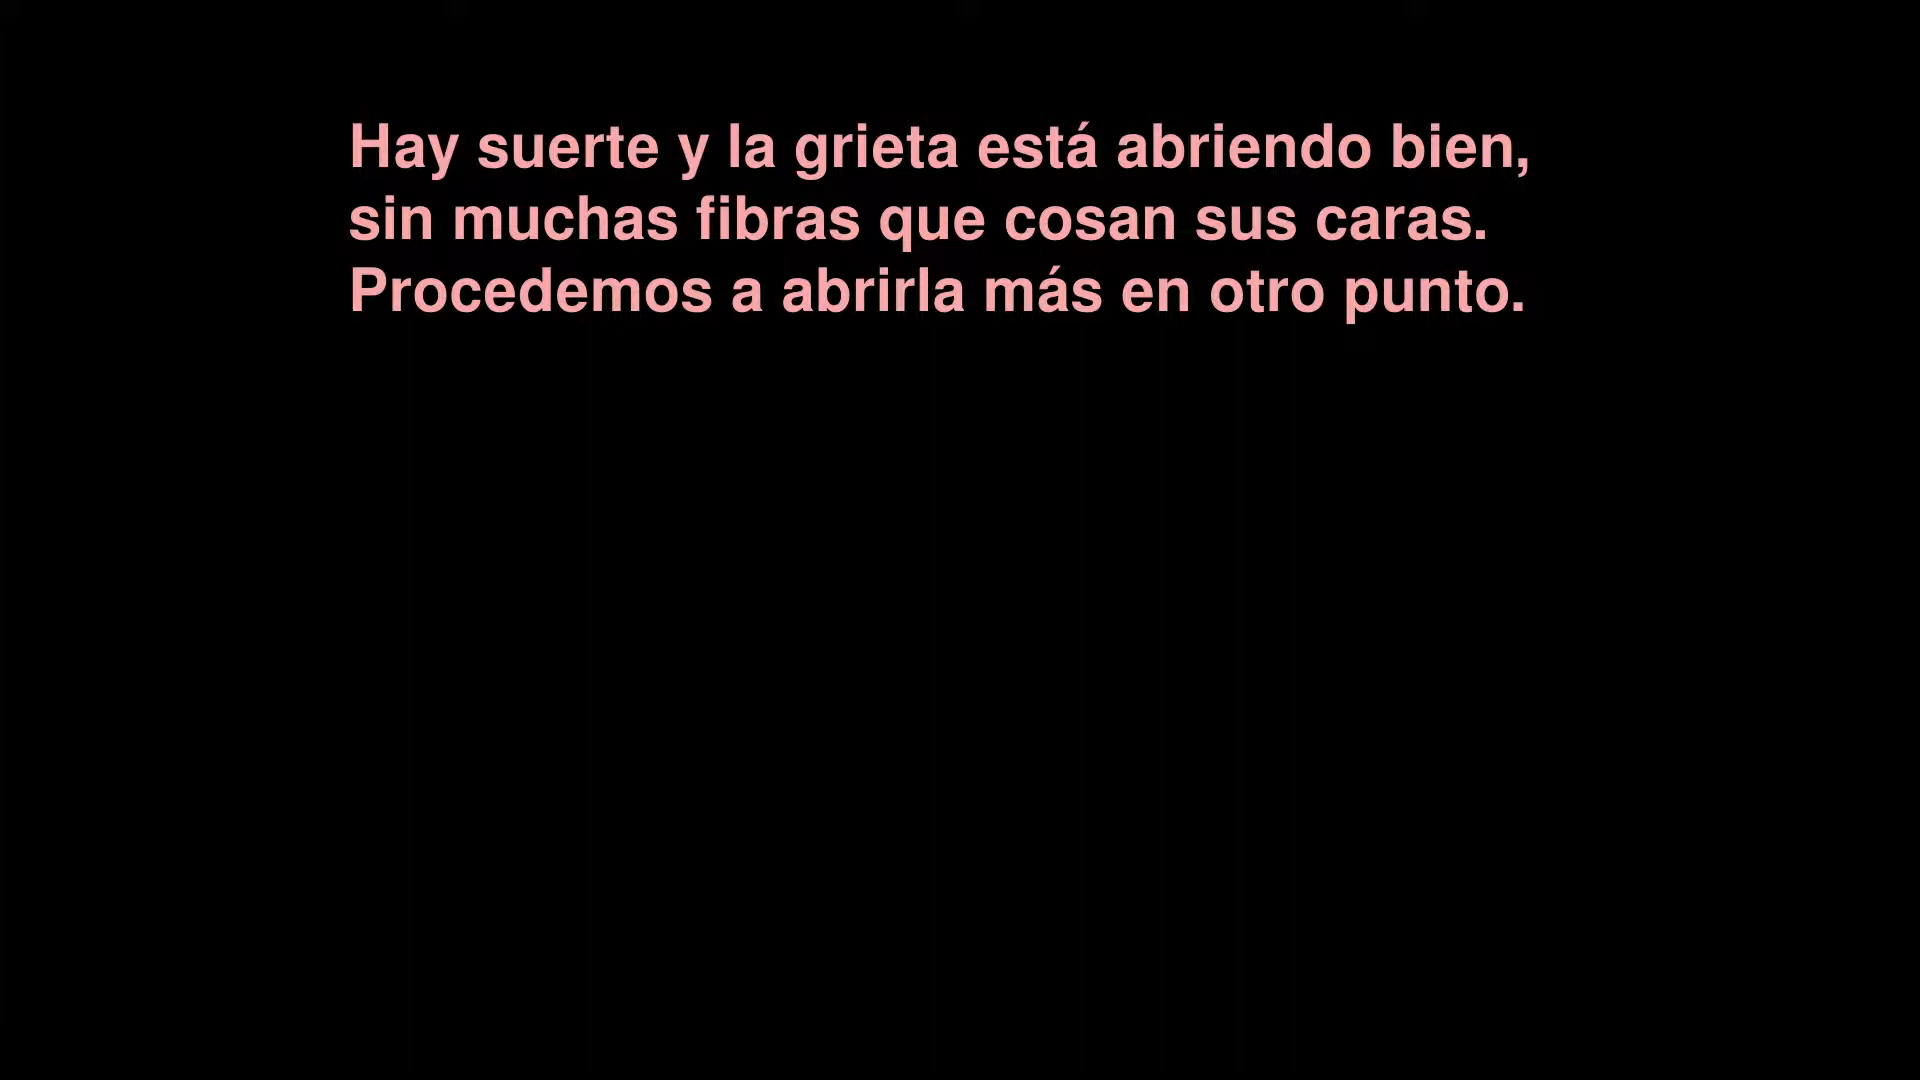 Hay suerte y la grieta está abriendo bien,
sin muchas fibras que cosan sus caras.
Procedemos a abrirla más en otro punto.